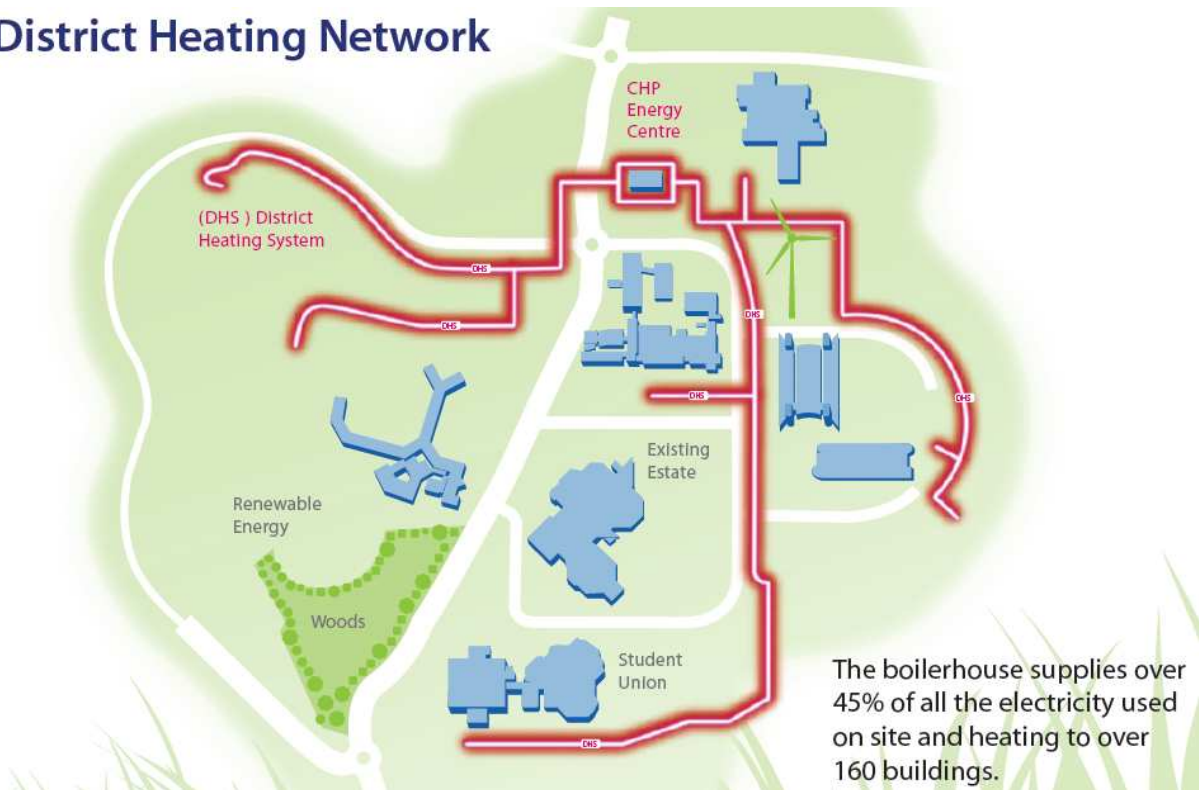 District Heating Network
CHP
Energy
Centre
(DHS ) District
Heating System
DHS
DHS
DHS
DHS
DHS
Existing
Estate
Renewable
Energy
Woods
Student
Union
DHS
The boilerhouse supplies over
45% of all the electricity used
on site and heating to over
160 buildings.